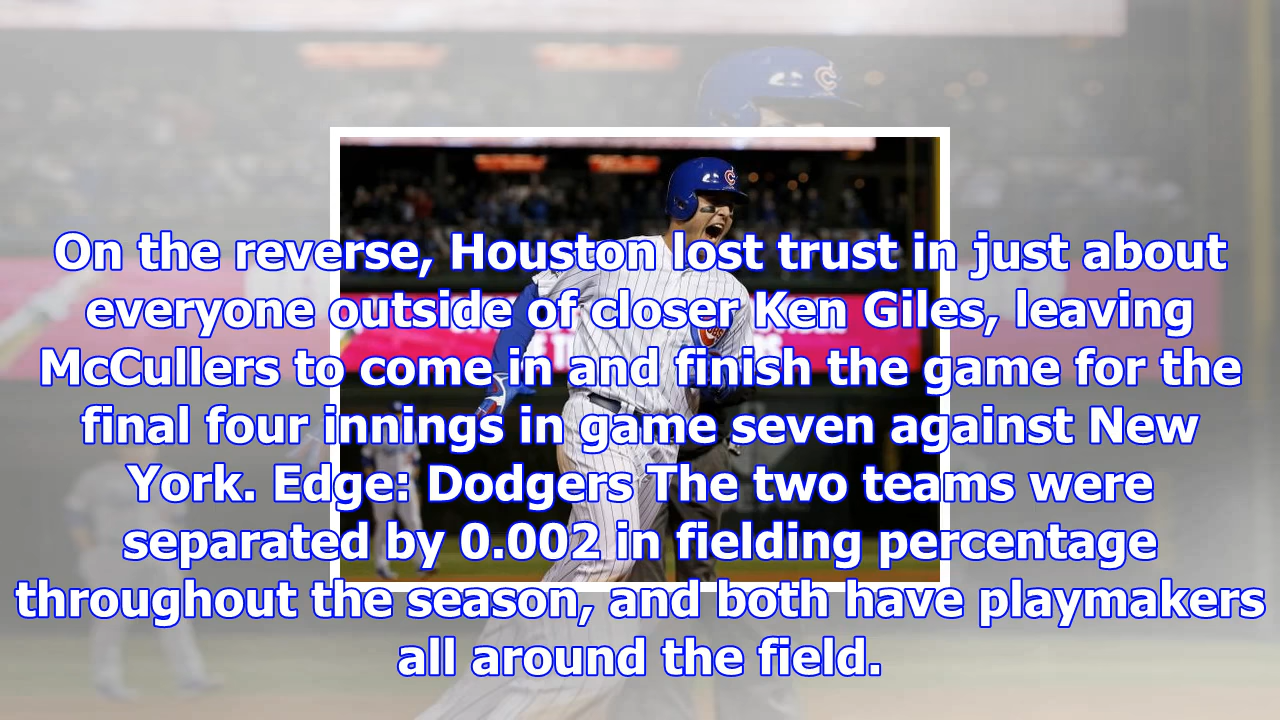 On the reverse, Houston lost trust in just about
everyone outside of closer Ken Giles, leaving
McCullers to come in and finish the game for the
final four innings in game seven against New
York. Edge: Dodgers The two teams were
separated by 0.002 in fielding percentage
throughout the season, and both have playmakers
all around the field.